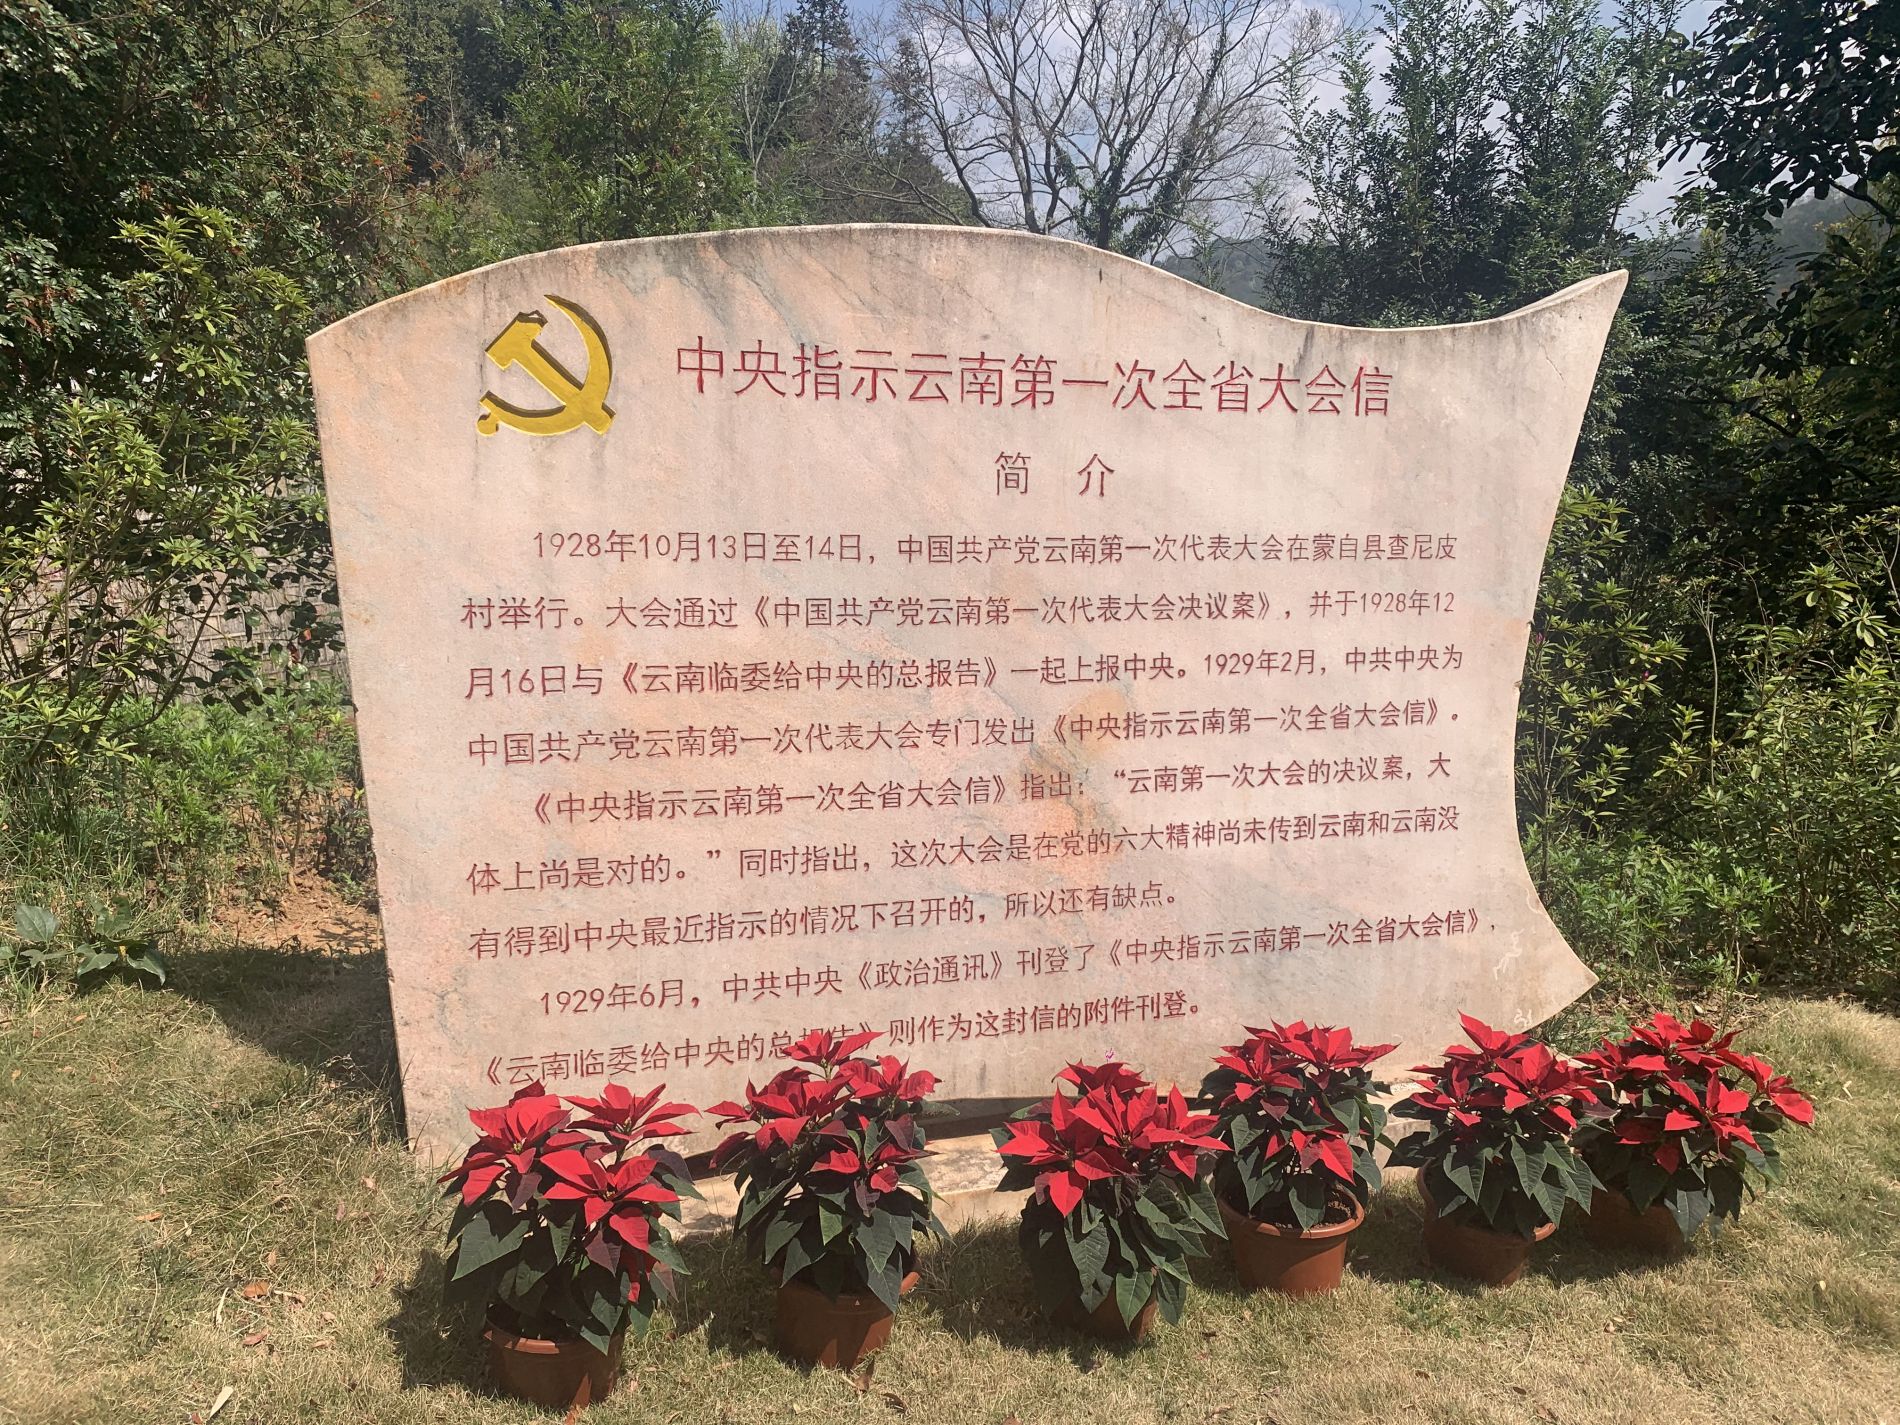 中央指示云南第一次全省大会信
简 介
1928年10月13日至14日，中国共产党云南第一次代表大会在蒙自县查尼皮
村举行。大会通过《中国共产党云南第一次代表大会决议案》，并于1928年12
月16日与《云南临委给中央的总报告》一起上报中央。1929年2月，中共中央为
中国共产党云南第一次代表大会专门发出《中央指示云南第一次全省大会信》。
《中央指示云南第一次全省大会信》指出：“云南第一次大会的决议案，大
体上尚是对的。”同时指出，这次大会是在党的六大精神尚未传到云南和云南没
有得到中央最近指示的情况下召开的，所以还有缺点。
1929年6月，中共中央《政治通讯》刊登了《中央指示云南第一次全省大会信》，
《云南临委给中央的总报告》则作为这封信的附件刊登。